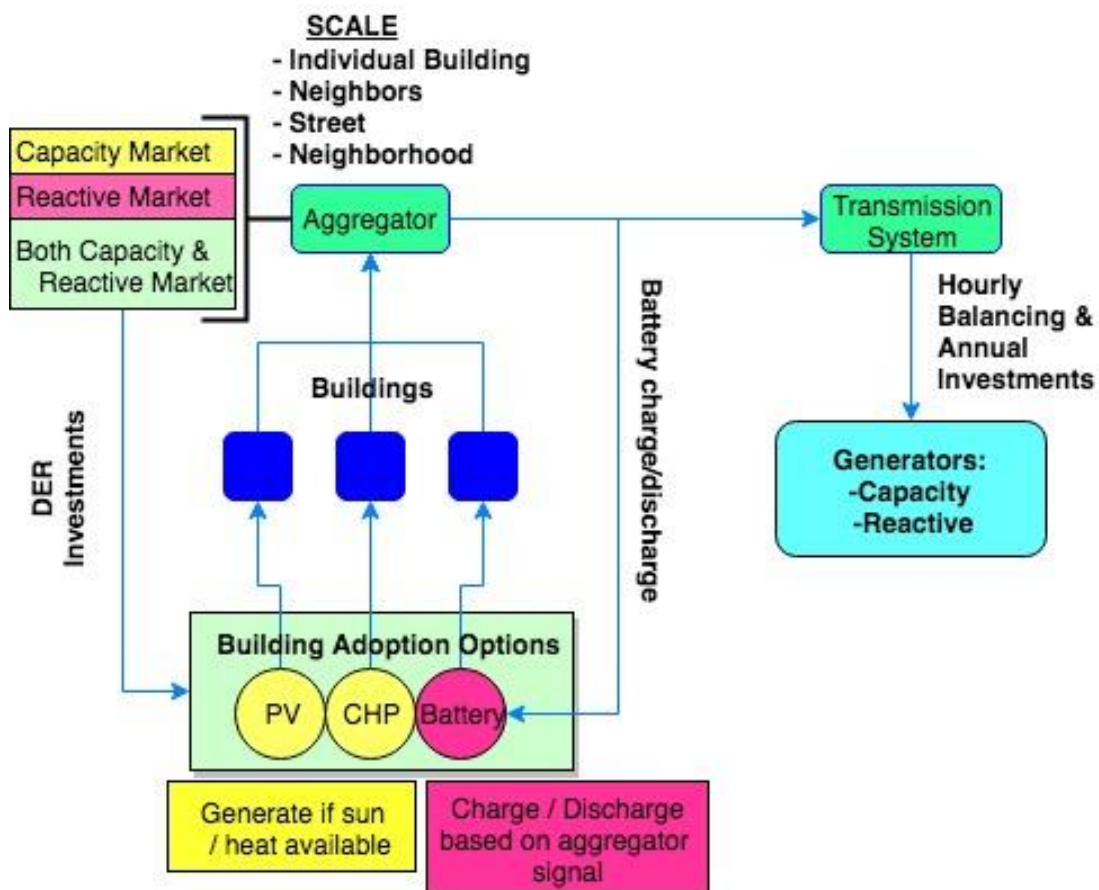 SCALE
- Individual Building
- Neighbors
- Street
- Neighborhood
Capacity Market
Reactive Market
Both Capacity &
Reactive Market
Aggregator
Transmission
System
Hourly
Balancing &
Annual
Investments
Buildings
Battery charge/discharge
DER
Investments
Generators:
-Capacity
-Reactive
Building Adoption Options
PV
CHP
Battery
Generate if sun
/ heat available
Charge / Discharge
based on aggregator
signal